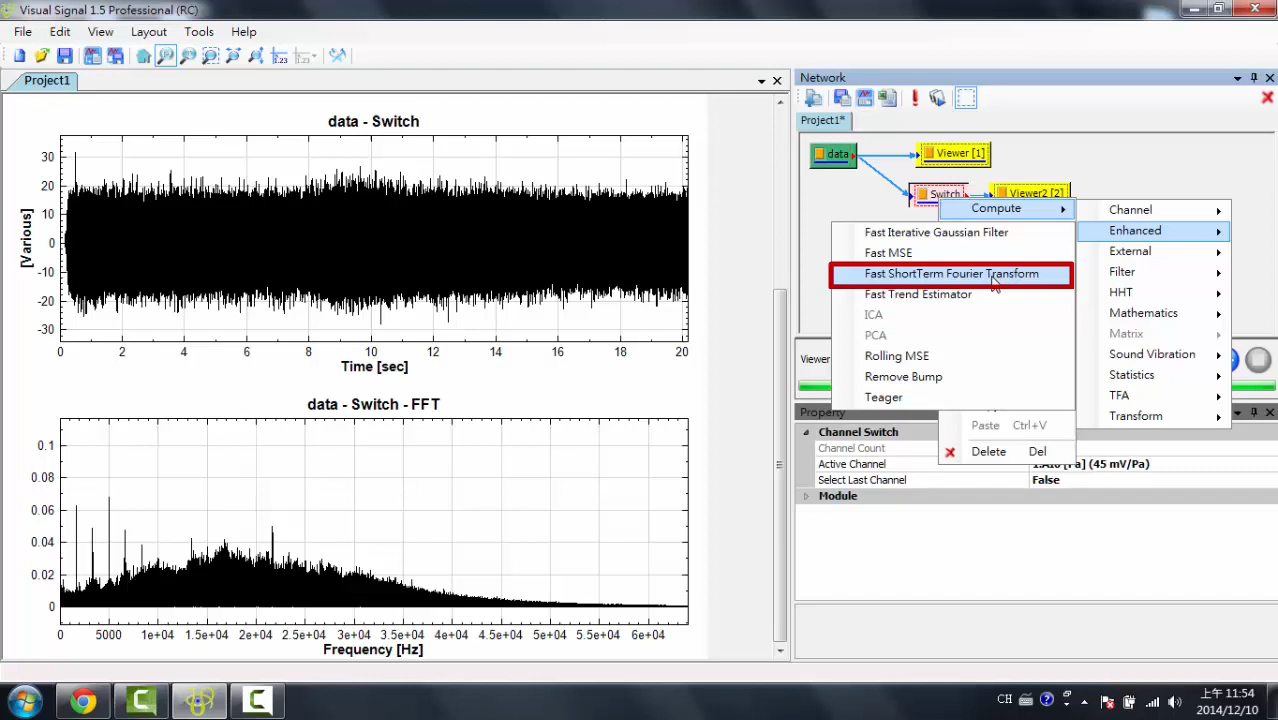 Visual Signal 1.5 Professional (RC)
File Edit View Layout Tools Help
Project1
data - Switch
[Various]
30
20
10
0
-10
-20
-30
0 2 4 6 8 10 12 14 16 18 20
Time [sec]
data - Switch - FFT
0.1
0.08
0.06
0.04
0.02
0
0 5000 1e+04 1.5e+04 2e+04 2.5e+04 3e+04 3.5e+04 4e+04 4.5e+04 5e+04 5.5e+04 6e+04
Frequency [Hz]
Network
Project1*
data
Viewer [1]
Switch
Viewer2 [2]
Compute
Fast Iterative Gaussian Filter
Fast MSE
Fast ShortTerm Fourier Transform
Fast Trend Estimator
ICA
PCA
Rolling MSE
Remove Bump
Teager
Channel
Enhanced
External
Filter
HHT
Mathematics
Matrix
Sound Vibration
Statistics
TFA
Transform
Viewer
Paste Ctrl+V
Delete Del
Property
Channel Switch
Channel Count
Active Channel (45 mV/Pa)
Select Last Channel False
Module
CH
上午 11:54
2014/12/10